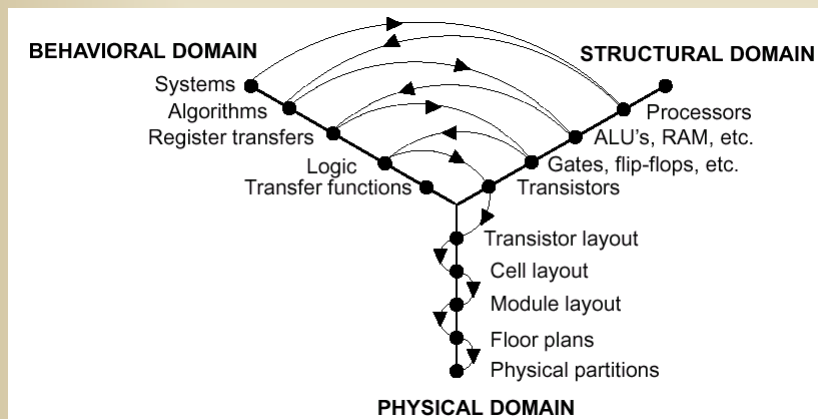 BEHAVIORAL DOMAIN
STRUCTURAL DOMAIN
Systems
Algorithms
Register transfers
Logic
Transfer functions
Processors
ALU's, RAM, etc.
Gates, flip-flops, etc.
Transistors
Transistor layout
Cell layout
Module layout
Floor plans
Physical partitions
PHYSICAL DOMAIN